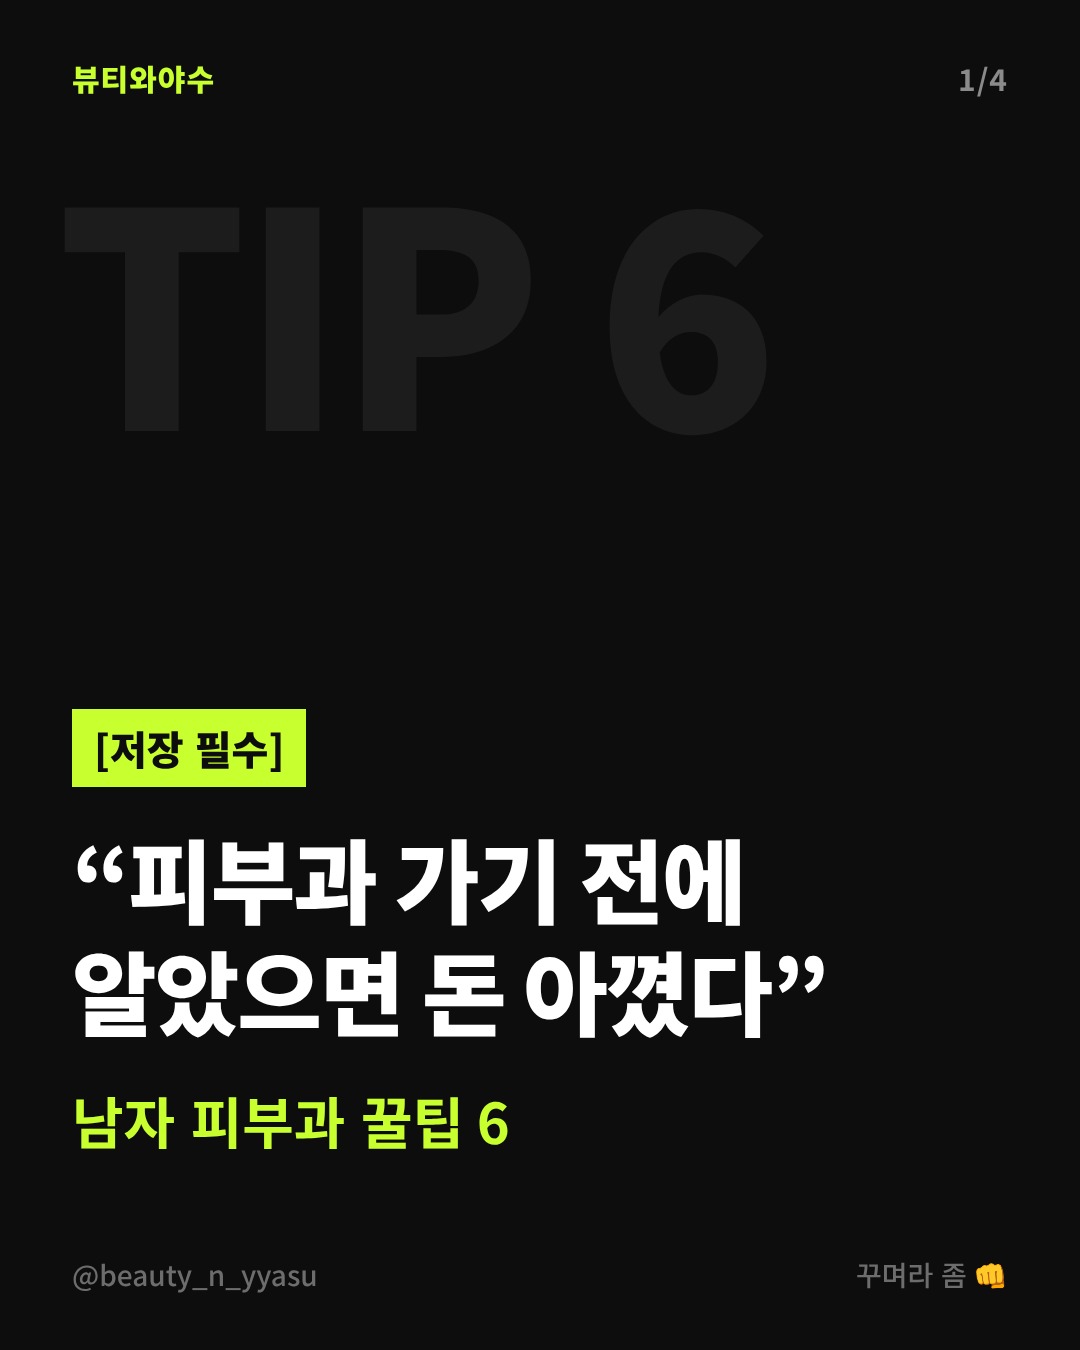 뷰티와야수
1/4
TIP 6
[저장 필수]
“피부과 가기 전에
알았으면 돈 아꼈다”
남자 피부과 꿀팁 6
@beauty_n_yyasu
꾸며라 좀 👊